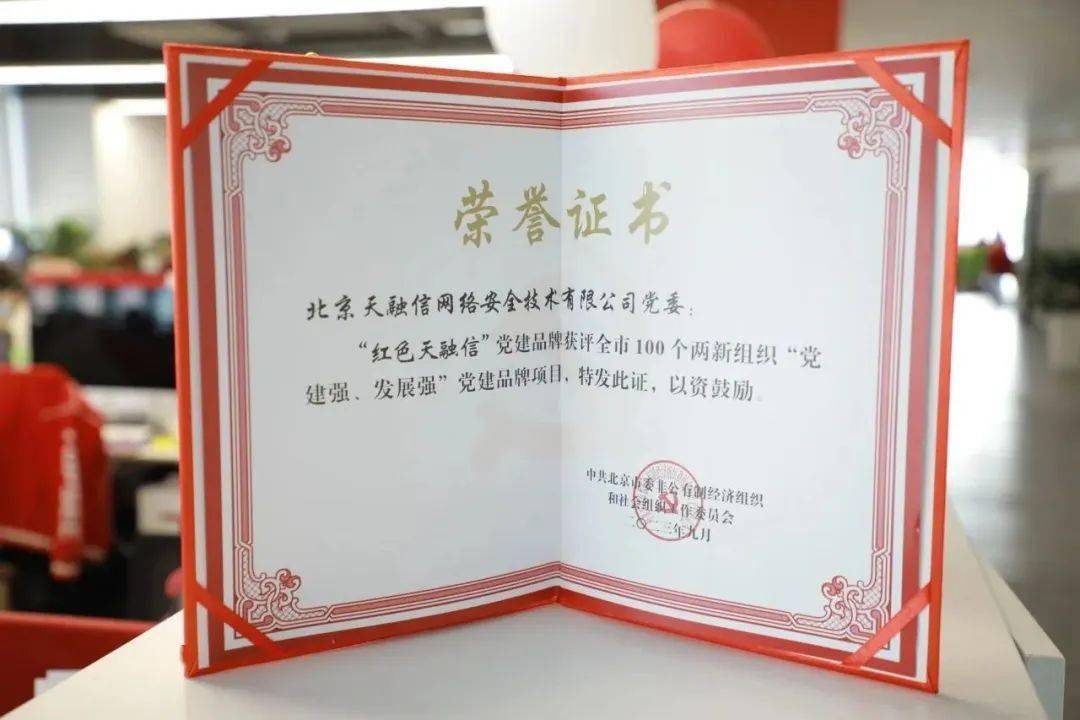 荣誉证书
北京天融信网络安全技术有限公司党委：
“红色天融信”党建品牌获评全市100个两新组织“党
建强、发展强”党建品牌项目，特发此证，以资鼓励。
中共北京市委非公有制经济组织
和社会组织工作委员会
二〇二三年九月